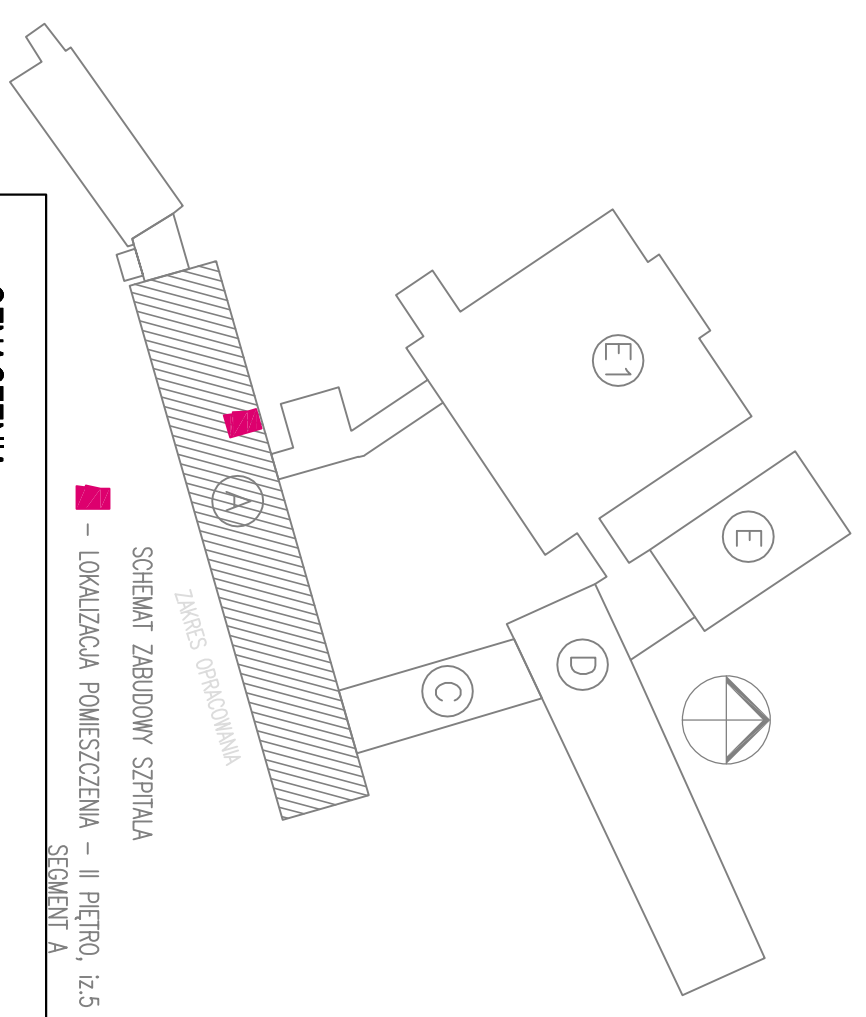 E1
E
D
C
A
ZAKRES OPRACOWANIA
SCHEMAT ZABUDOWY SZPITALA
– LOKALIZACJA POMIESZCZENIA – II PIĘTRO, iz.5
SEGMENT A